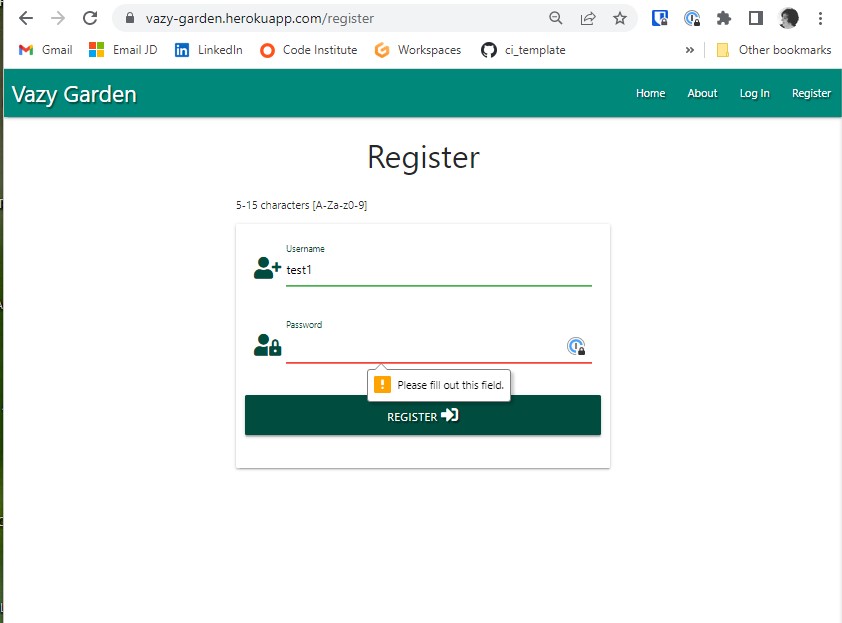 vazy-garden.herokuapp.com/register
Gmail Email JD LinkedIn Code Institute Workspaces ci_template » Other bookmarks
Vazy Garden Home About Log In Register
Register
5-15 characters [A-Za-z0-9]
Username
test1
Password
Please fill out this field.
REGISTER